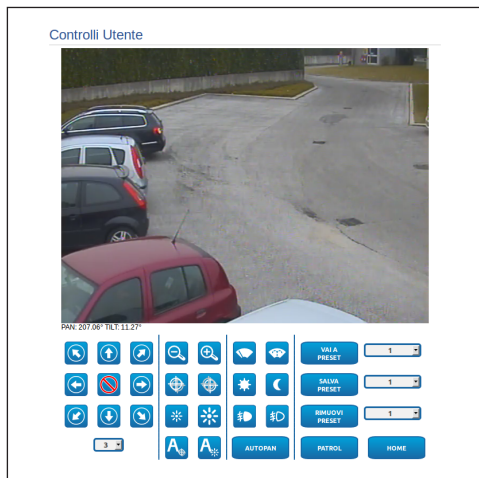 Controlli Utente
PAN: 207.06° TILT: 11.27°
VAI A
PRESET
1
SALVA
PRESET
1
RIMUOVI
PRESET
1
3
A
A
AUTOPAN
PATROL
HOME